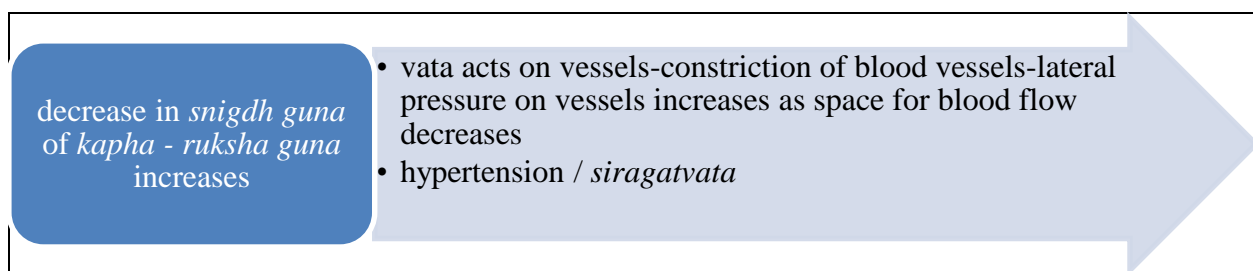 decrease in snigdh guna
of kapha - ruksha guna
increases
• vata acts on vessels-constriction of blood vessels-lateral
pressure on vessels increases as space for blood flow
decreases
• hypertension / siragatvata